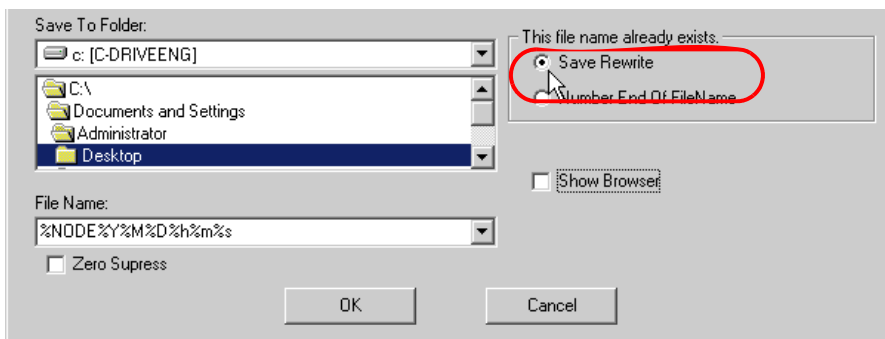 Save To Folder:
c: [C-DRIVEENG]
C:\
Documents and Settings
Administrator
Desktop
File Name:
%NODE%Y%M%D%h%m%s
Zero Supress
This file name already exists.
Save Rewrite
Number End Of FileName
Show Browser
OK
Cancel